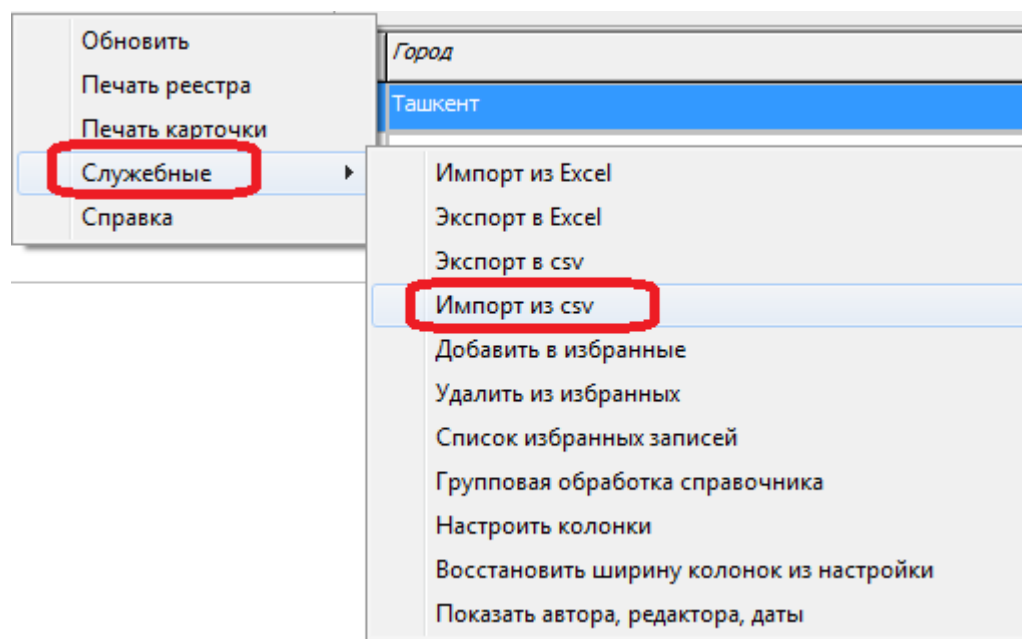 Обновить
Печать реестра
Печать карточки
Служебные
Справка
Город
Ташкент
Импорт из Excel
Экспорт в Excel
Экспорт в csv
Импорт из csv
Добавить в избранные
Удалить из избранных
Список избранных записей
Групповая обработка справочника
Настроить колонки
Восстановить ширину колонок из настройки
Показать автора, редактора, даты